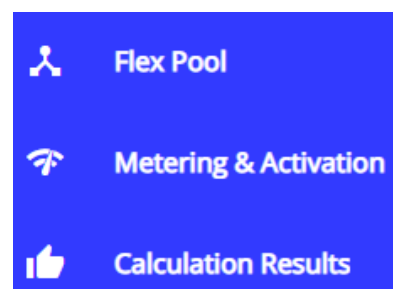 Flex Pool
Metering & Activation
Calculation Results